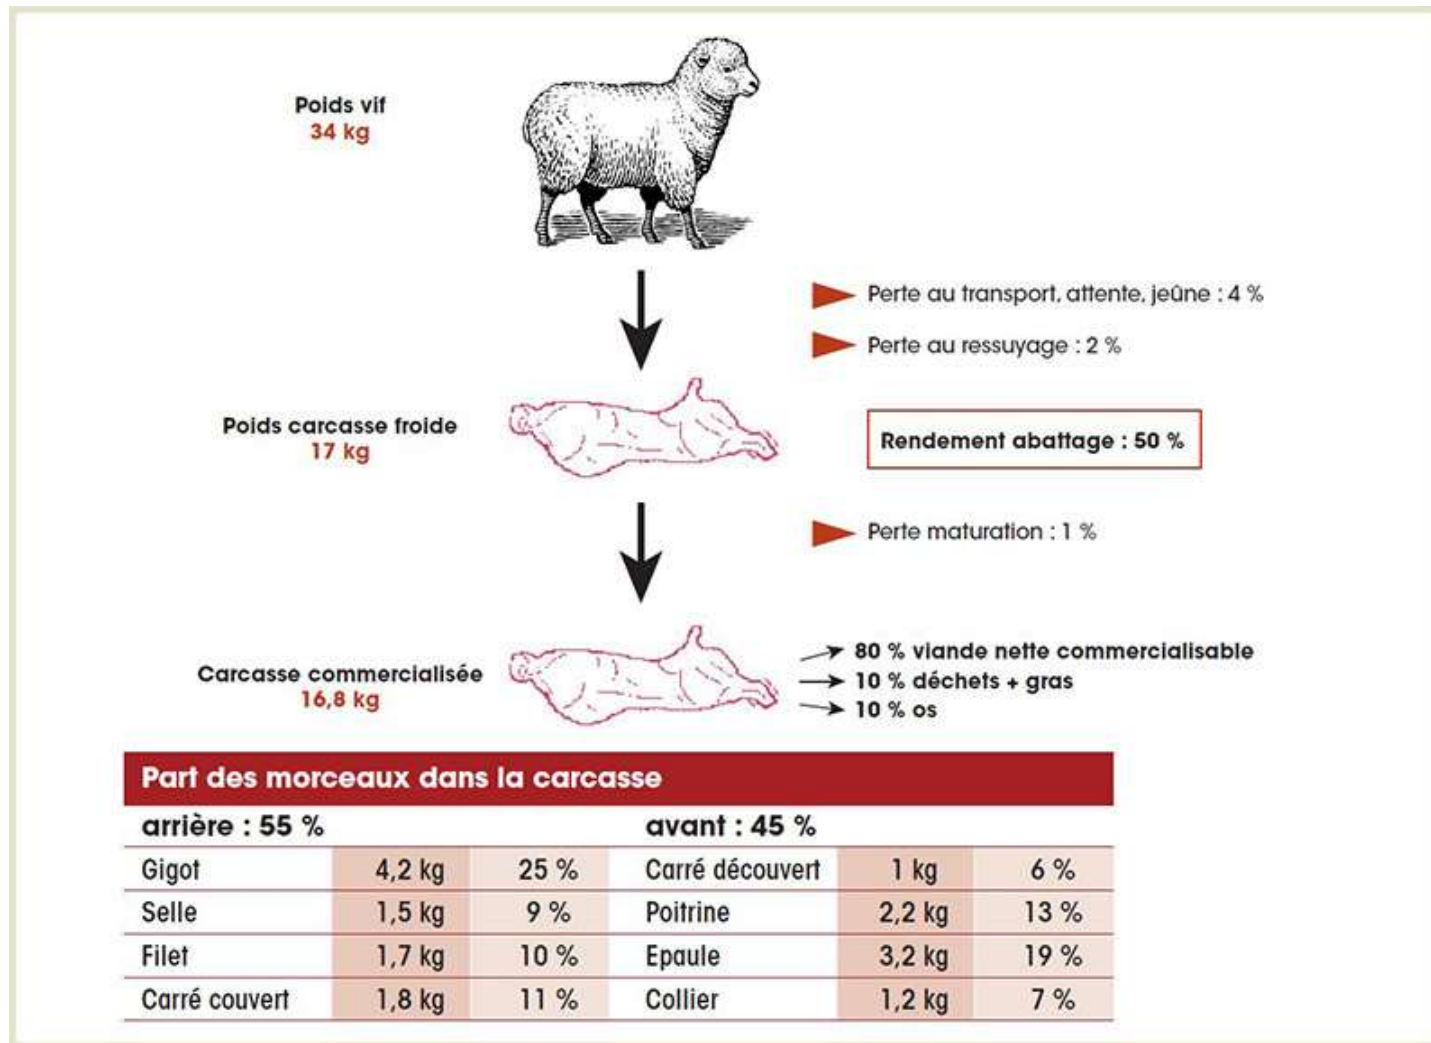 Poids vif
34 kg
Perte au transport, attente, jeûne : 4 %
Perte au ressuyage : 2 %
Poids carcasse froide
17 kg
Rendement abattage : 50 %
Perte maturation : 1 %
Carcasse commercialisée
16,8 kg
80 % viande nette commercialisable
10 % déchets + gras
10 % os
Part des morceaux dans la carcasse
arrière : 55 % avant : 45 %
Gigot 4,2 kg 25 % Carré découvert 1 kg 6 %
Selle 1,5 kg 9 % Poitrine 2,2 kg 13 %
Filet 1,7 kg 10 % Epaule 3,2 kg 19 %
Carré couvert 1,8 kg 11 % Collier 1,2 kg 7 %